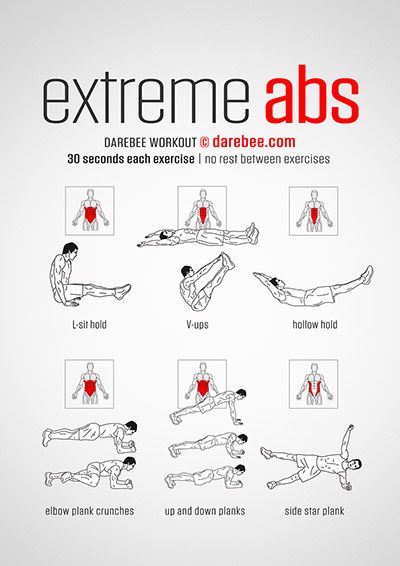 extreme abs
DAREBEE WORKOUT © darebee.com
30 seconds each exercise | no rest between exercises
L-sit hold
V-ups
hollow hold
elbow plank crunches
up and down planks
side star plank